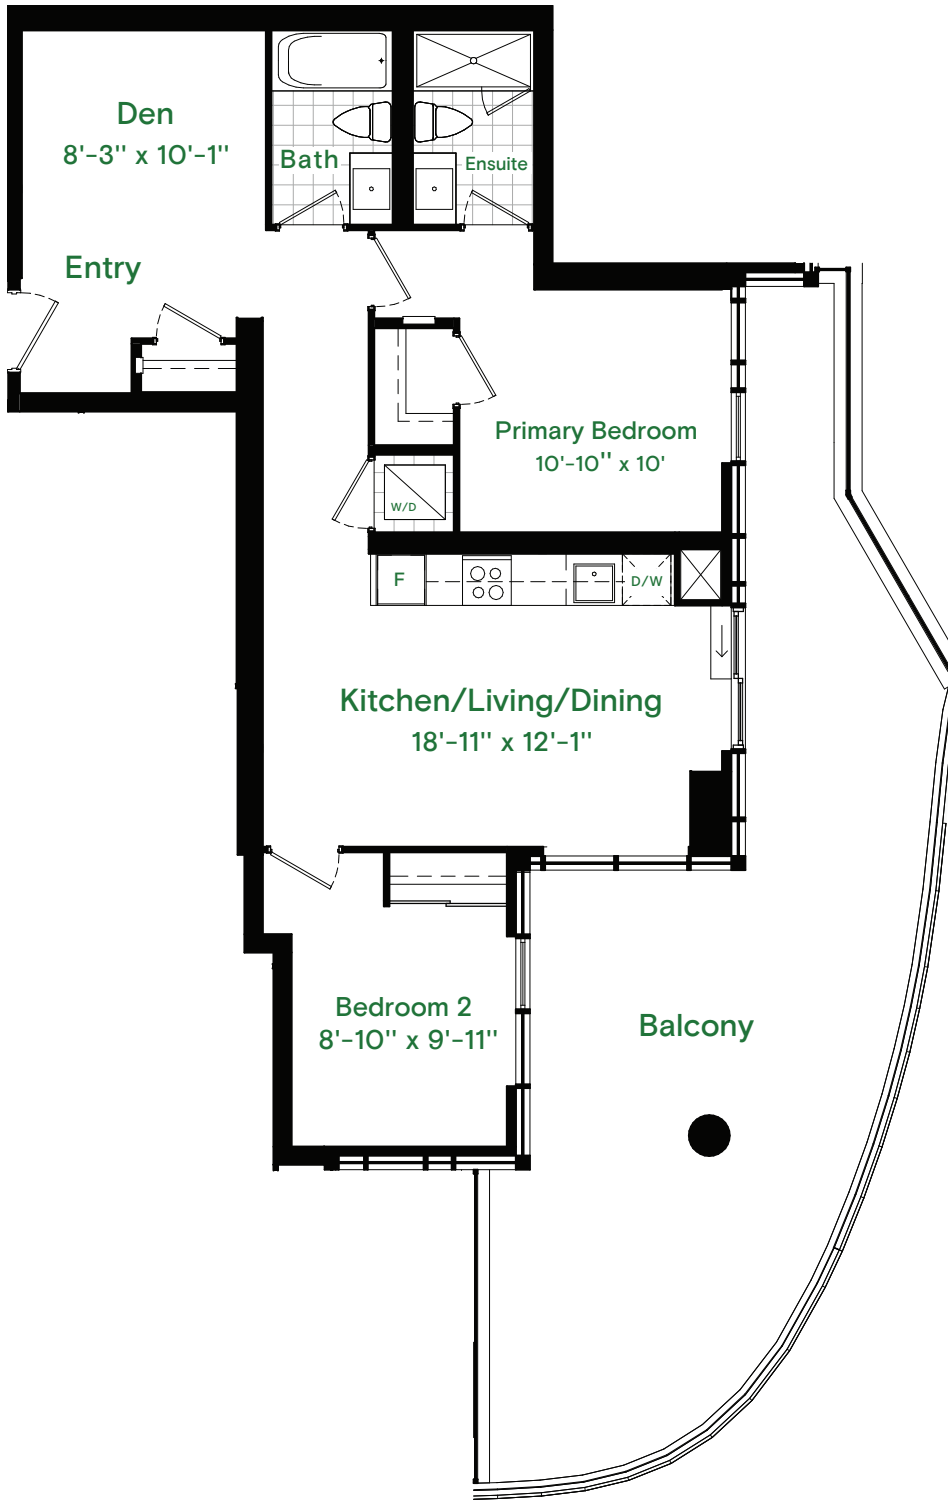 Den
8'-3" x 10'-1"
Bath
Ensuite
Entry
Primary Bedroom
10'-10" x 10'
W/D
F
D/W
Kitchen/Living/Dining
18'-11" x 12'-1"
Bedroom 2
8'-10" x 9'-11"
Balcony